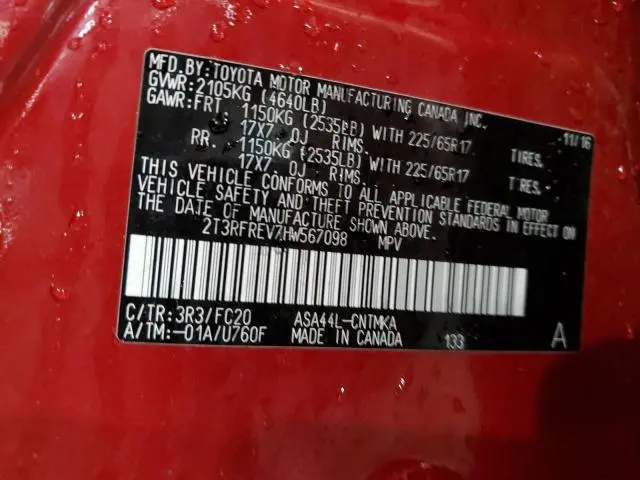 MFD. BY: TOYOTA MOTOR MANUFACTURING CANADA INC.
GVWR: 2105KG (4640LB) 11/16
GAWR: FRT 1150KG (2535LB) WITH 225/65R17 TIRES.
17X7.0J RIMS.
RR 1150KG (2535LB) WITH 225/65R17 TIRES.
17X7.0J RIMS.
THIS VEHICLE CONFORMS TO ALL APPLICABLE FEDERAL MOTOR
VEHICLE SAFETY AND THEFT PREVENTION STANDARDS IN EFFECT ON
THE DATE OF MANUFACTURE SHOWN ABOVE.
2T3RFREV7HW567098 MPV
C/TR: 3R3/FC20 ASA44L-CNTMKA
A/TM: -01A/U760F MADE IN CANADA 133 A